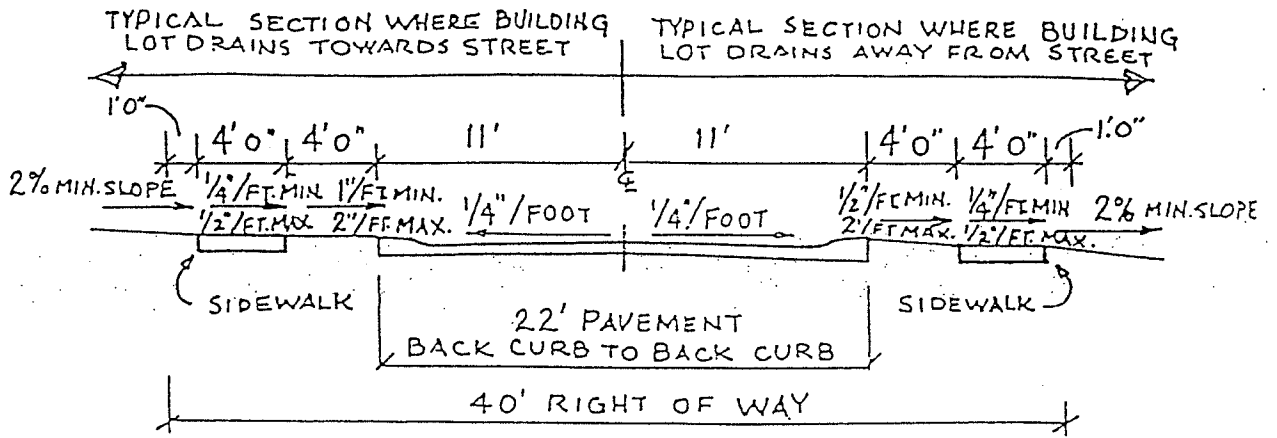 TYPICAL SECTION WHERE BUILDING
LOT DRAINS TOWARDS STREET
TYPICAL SECTION WHERE BUILDING
LOT DRAINS AWAY FROM STREET
1'0"
4'0"
4'0"
11'
11'
4'0"
4'0"
1'.0"
℄
2% MIN. SLOPE
1/4"/FT. MIN
1/2"/FT. MAX
1"/FT MIN.
2"/FT. MAX.
1/4"/FOOT
1/4"/FOOT
1/2"/FT MIN.
2"/FT MAX.
1/4"/FT MIN
1/2"/FT. MAX.
2% MIN. SLOPE
SIDEWALK
SIDEWALK
22' PAVEMENT
BACK CURB TO BACK CURB
40' RIGHT OF WAY